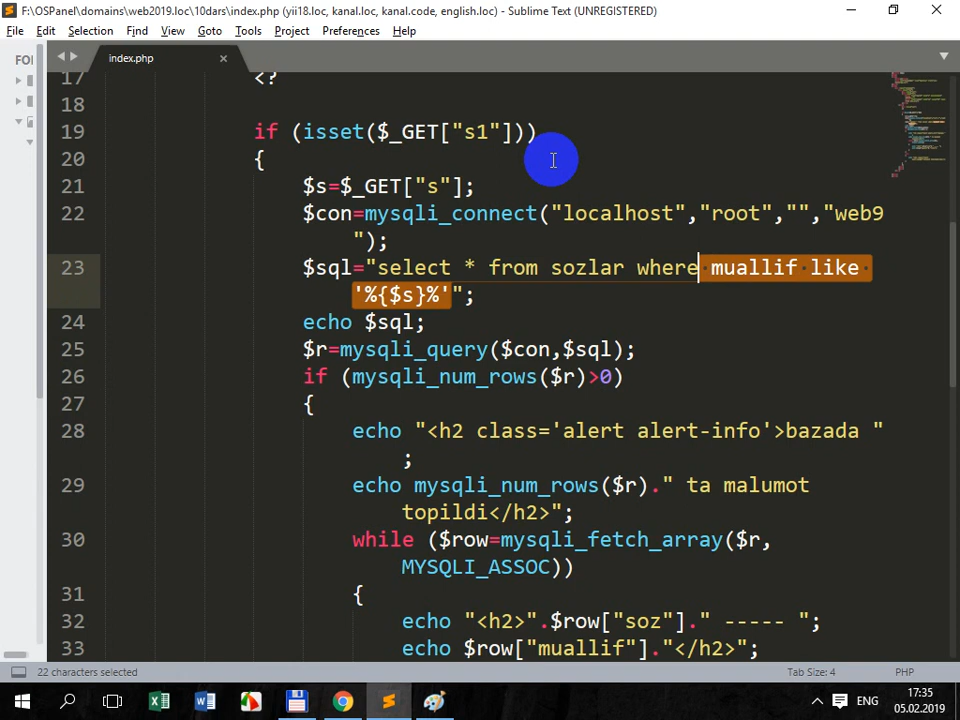 F:\OSPanel\domains\web2019.loc\10dars\index.php (yii18.loc, kanal.loc, kanal.code, english.loc) - Sublime Text (UNREGISTERED)
File Edit Selection Find View Goto Tools Project Preferences Help
FO
index.php
17 <?
18
19 if (isset($_GET["s1"]))
20 {
21 $s=$_GET["s"];
22 $con=mysqli_connect("localhost","root","","web9
");
23 $sql="select * from sozlar where muallif like
'%{$s}%'";
24 echo $sql;
25 $r=mysqli_query($con,$sql);
26 if (mysqli_num_rows($r)>0)
27 {
28 echo "<h2 class='alert alert-info'>bazada "
;
29 echo mysqli_num_rows($r)." ta malumot
topildi</h2>";
30 while ($row=mysqli_fetch_array($r,
MYSQLI_ASSOC))
31 {
32 echo "<h2>".$row["soz"]." ----- ";
33 echo $row["muallif"]."</h2>";
22 characters selected
Tab Size: 4
PHP
ENG
17:35
05.02.2019